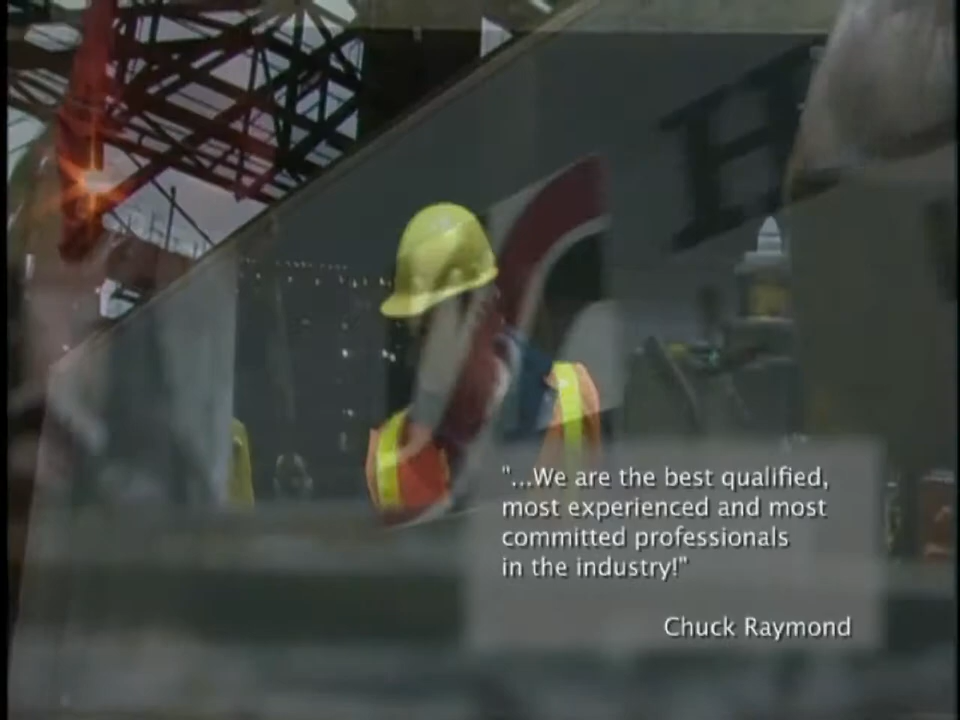 "...We are the best qualified,
most experienced and most
committed professionals
in the industry!"
Chuck Raymond